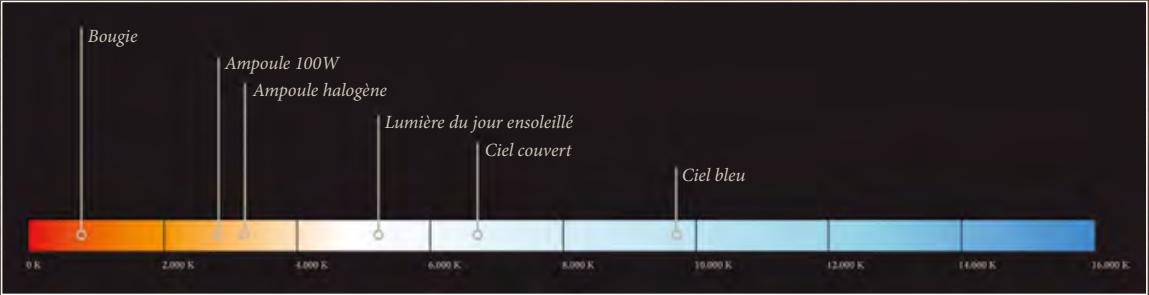 Bougie
Ampoule 100W
Ampoule halogène
Lumière du jour ensoleillé
Ciel couvert
Ciel bleu
0 K 2.000 K 4.000 K 6.000 K 8.000 K 10.000 K 12.000 K 14.000 K 16.000 K